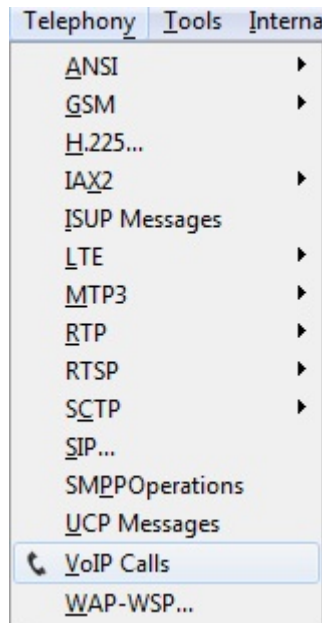 Telephony Tools Interna
ANSI
GSM
H.225...
IAX2
ISUP Messages
LTE
MTP3
RTP
RTSP
SCTP
SIP...
SMPPOperations
UCP Messages
VoIP Calls
WAP-WSP...